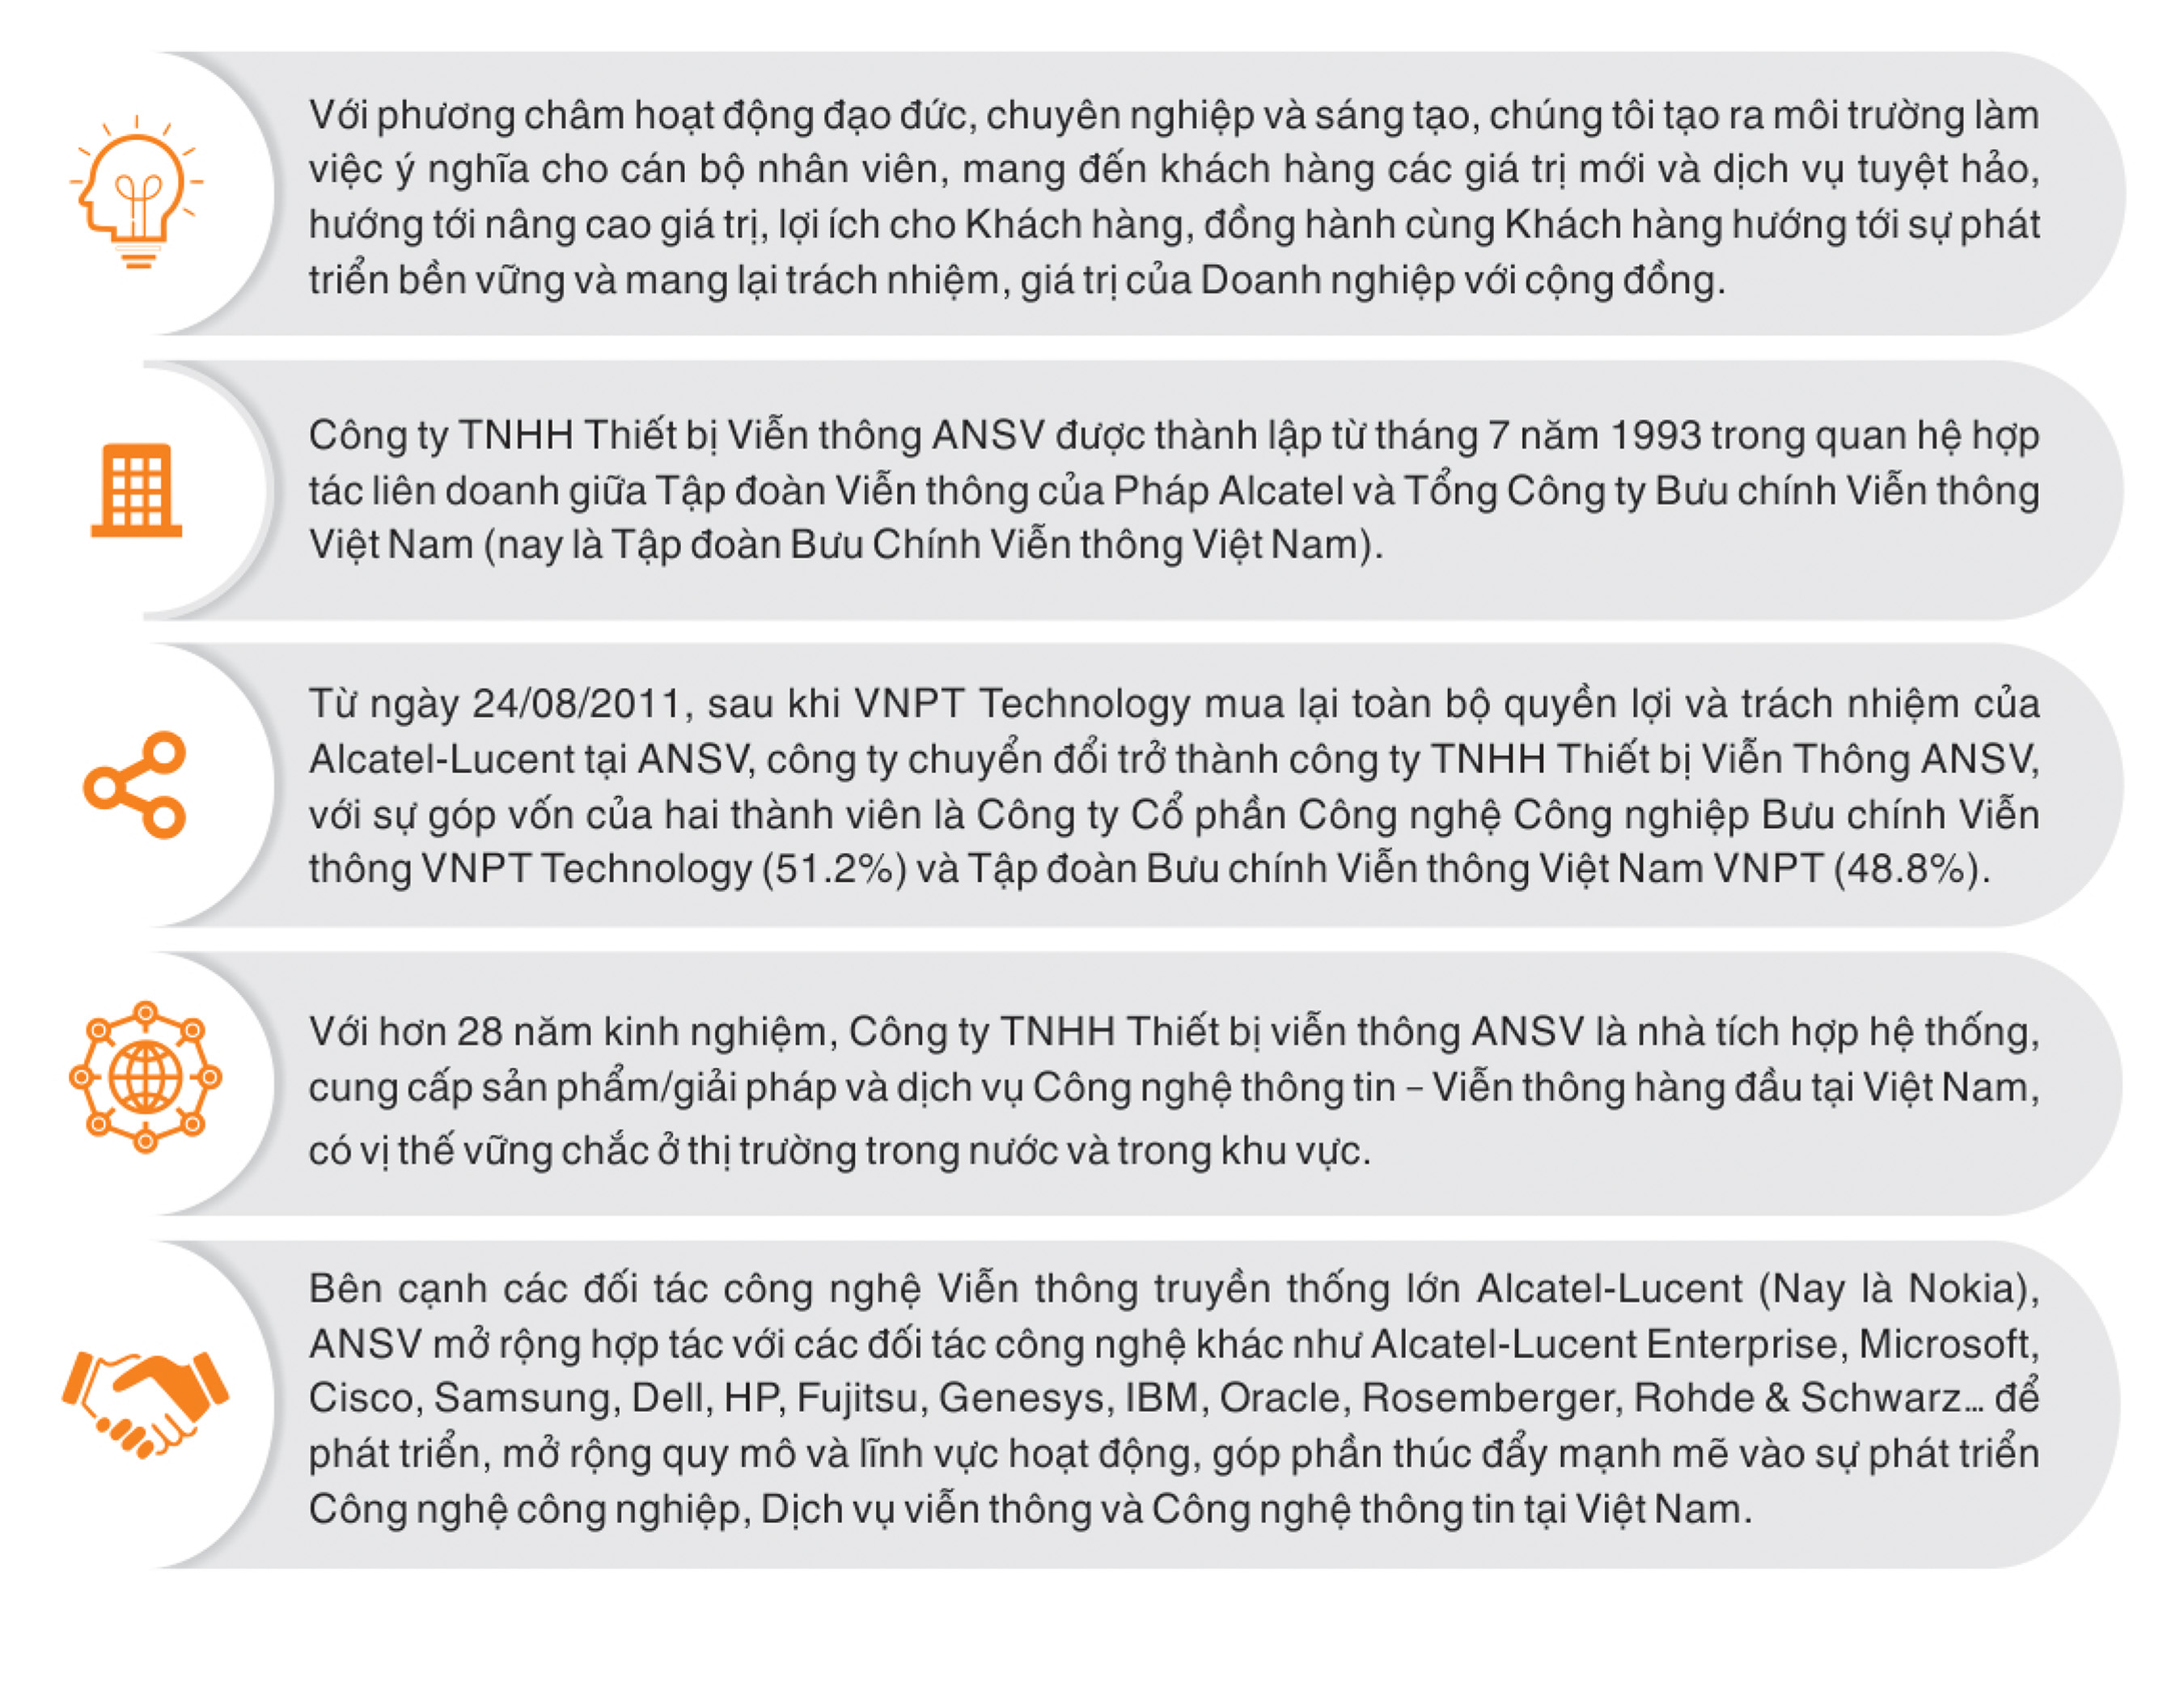 Với phương châm hoạt động đạo đức, chuyên nghiệp và sáng tạo, chúng tôi tạo ra môi trường làm
việc ý nghĩa cho cán bộ nhân viên, mang đến khách hàng các giá trị mới và dịch vụ tuyệt hảo,
hướng tới nâng cao giá trị, lợi ích cho Khách hàng, đồng hành cùng Khách hàng hướng tới sự phát
triển bền vững và mang lại trách nhiệm, giá trị của Doanh nghiệp với cộng đồng.
Công ty TNHH Thiết bị Viễn thông ANSV được thành lập từ tháng 7 năm 1993 trong quan hệ hợp
tác liên doanh giữa Tập đoàn Viễn thông của Pháp Alcatel và Tổng Công ty Bưu chính Viễn thông
Việt Nam (nay là Tập đoàn Bưu Chính Viễn thông Việt Nam).
Từ ngày 24/08/2011, sau khi VNPT Technology mua lại toàn bộ quyền lợi và trách nhiệm của
Alcatel-Lucent tại ANSV, công ty chuyển đổi trở thành công ty TNHH Thiết bị Viễn Thông ANSV,
với sự góp vốn của hai thành viên là Công ty Cổ phần Công nghệ Công nghiệp Bưu chính Viễn
thông VNPT Technology (51.2%) và Tập đoàn Bưu chính Viễn thông Việt Nam VNPT (48.8%).
Với hơn 28 năm kinh nghiệm, Công ty TNHH Thiết bị viễn thông ANSV là nhà tích hợp hệ thống,
cung cấp sản phẩm/giải pháp và dịch vụ Công nghệ thông tin – Viễn thông hàng đầu tại Việt Nam,
có vị thế vững chắc ở thị trường trong nước và trong khu vực.
Bên cạnh các đối tác công nghệ Viễn thông truyền thống lớn Alcatel-Lucent (Nay là Nokia),
ANSV mở rộng hợp tác với các đối tác công nghệ khác như Alcatel-Lucent Enterprise, Microsoft,
Cisco, Samsung, Dell, HP, Fujitsu, Genesys, IBM, Oracle, Rosemberger, Rohde & Schwarz... để
phát triển, mở rộng quy mô và lĩnh vực hoạt động, góp phần thúc đẩy mạnh mẽ vào sự phát triển
Công nghệ công nghiệp, Dịch vụ viễn thông và Công nghệ thông tin tại Việt Nam.